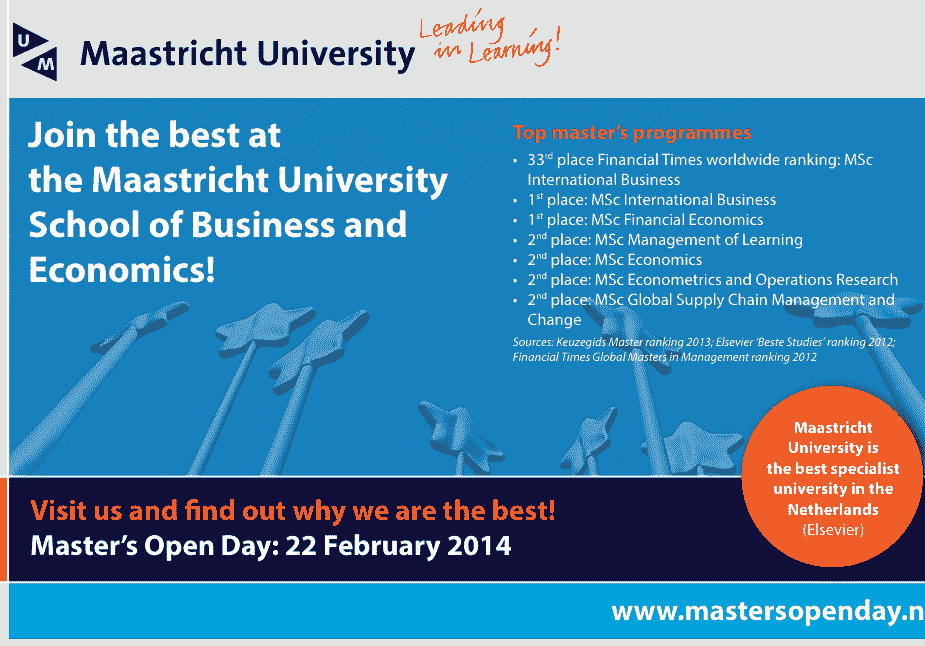 U
M
Maastricht University
Leading
in Learning!
Join the best at
the Maastricht University
School of Business and
Economics!
Top master's programmes
• 33rd place Financial Times worldwide ranking: MSc
International Business
• 1st place: MSc International Business
• 1st place: MSc Financial Economics
• 2nd place: MSc Management of Learning
• 2nd place: MSc Economics
• 2nd place: MSc Econometrics and Operations Research
• 2nd place: MSc Global Supply Chain Management and
Change
Sources: Keuzegids Master ranking 2013; Elsevier ‘Beste Studies’ ranking 2012;
Financial Times Global Masters in Management ranking 2012
Maastricht
University is
the best specialist
university in the
Netherlands
(Elsevier)
Visit us and find out why we are the best!
Master’s Open Day: 22 February 2014
www.mastersopenday.n